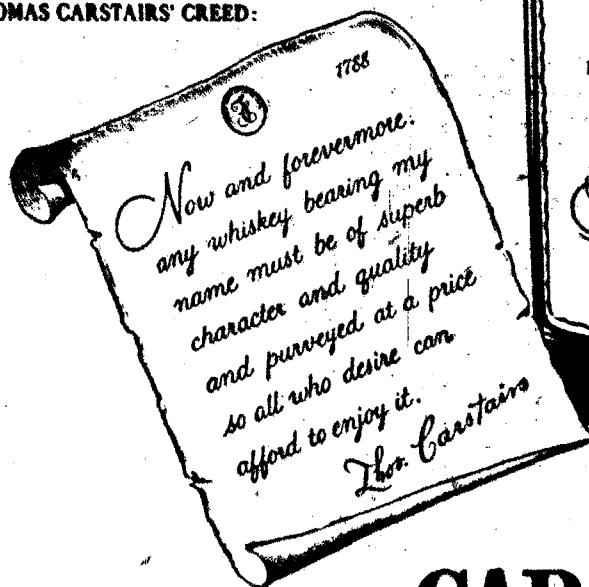 OMAS CARSTAIRS' CREED:
1788
Now and forevermore.
any whiskey bearing my
name must be of superb
character and quality
and purveyed at a price
so all who desire can
afford to enjoy it.
Thos. Carstairs
CAR